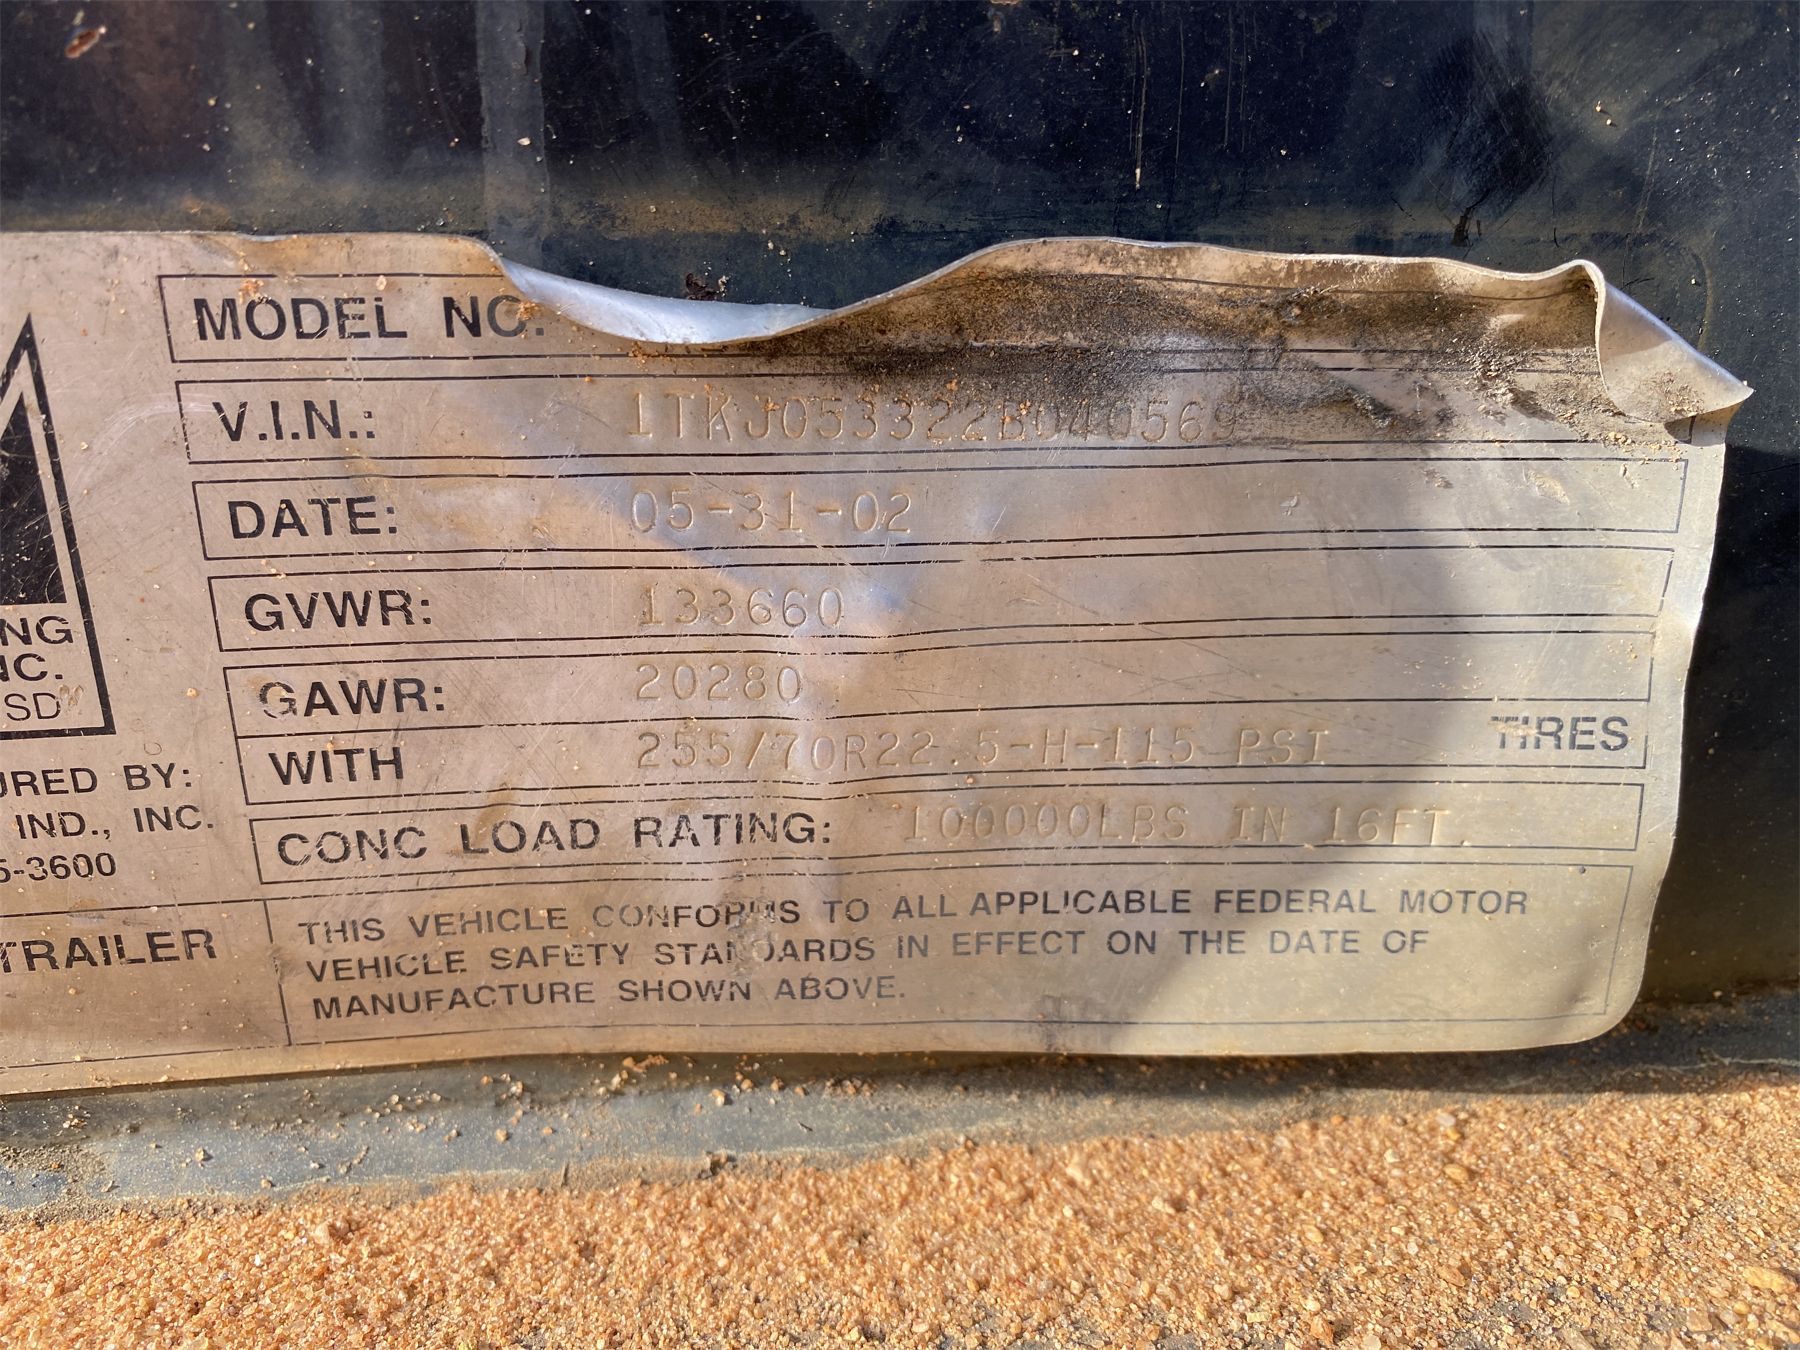 MODEL NO.
V.I.N.: 1TKJ053322B040569
DATE: 05-31-02
GVWR: 133660
GAWR: 20280
WITH 255/70R22.5-H-115 PSI TIRES
CONC LOAD RATING: 100000LBS IN 16FT
THIS VEHICLE CONFORMS TO ALL APPLICABLE FEDERAL MOTOR
VEHICLE SAFETY STANDARDS IN EFFECT ON THE DATE OF
MANUFACTURE SHOWN ABOVE.
NG
NC.
SD
URED BY:
IND., INC.
5-3600
TRAILER